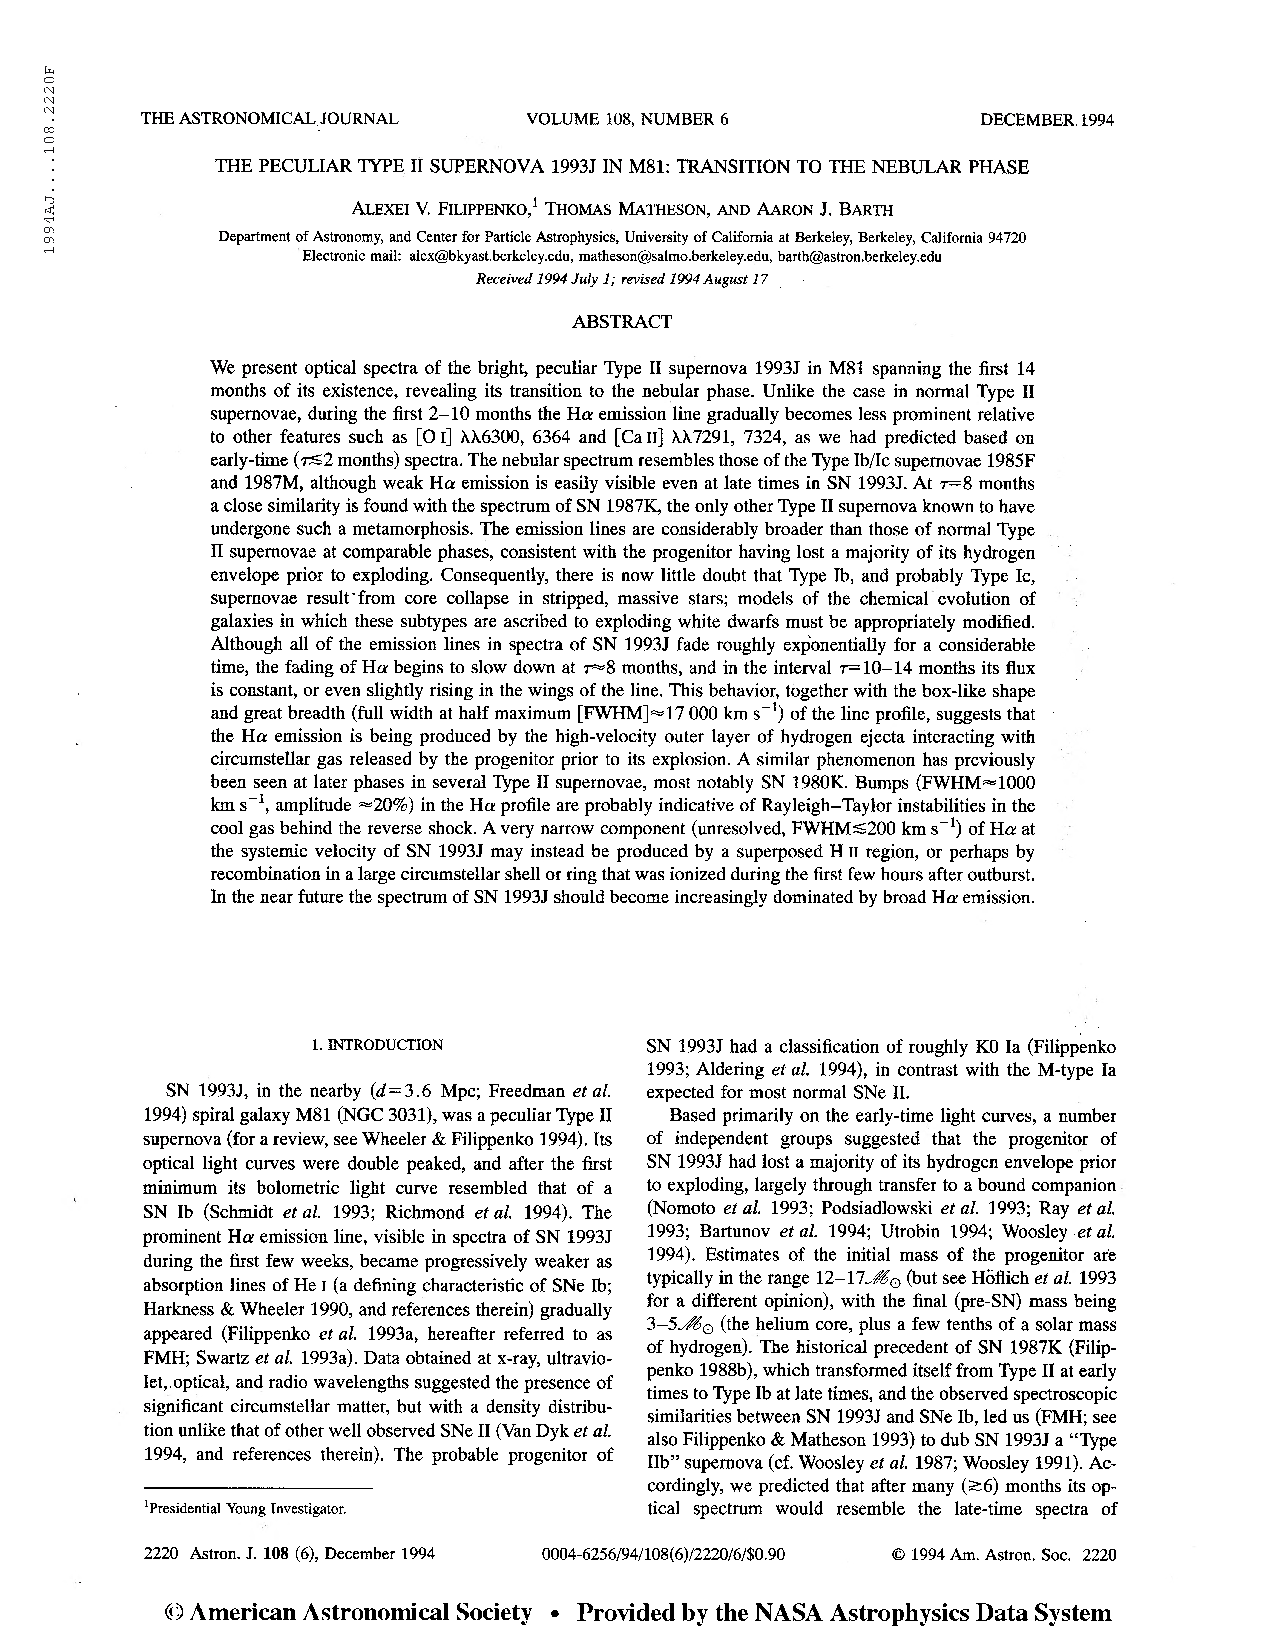 1994AJ....108.2220F
THE ASTRONOMICAL JOURNAL VOLUME 108, NUMBER 6 DECEMBER 1994
THE PECULIAR TYPE II SUPERNOVA 1993J IN M81: TRANSITION TO THE NEBULAR PHASE
ALEXEI V. FILIPPENKO,¹ THOMAS MATHESON, AND AARON J. BARTH
Department of Astronomy, and Center for Particle Astrophysics, University of California at Berkeley, Berkeley, California 94720
Electronic mail: alex@bkyast.berkeley.edu, matheson@salmo.berkeley.edu, barth@astron.berkeley.edu
Received 1994 July 1; revised 1994 August 17
ABSTRACT
We present optical spectra of the bright, peculiar Type II supernova 1993J in M81 spanning the first 14
months of its existence, revealing its transition to the nebular phase. Unlike the case in normal Type II
supernovae, during the first 2–10 months the Hα emission line gradually becomes less prominent relative
to other features such as [O I] λλ6300, 6364 and [Ca II] λλ7291, 7324, as we had predicted based on
early-time (τ≲2 months) spectra. The nebular spectrum resembles those of the Type Ib/Ic supernovae 1985F
and 1987M, although weak Hα emission is easily visible even at late times in SN 1993J. At τ=8 months
a close similarity is found with the spectrum of SN 1987K, the only other Type II supernova known to have
undergone such a metamorphosis. The emission lines are considerably broader than those of normal Type
II supernovae at comparable phases, consistent with the progenitor having lost a majority of its hydrogen
envelope prior to exploding. Consequently, there is now little doubt that Type Ib, and probably Type Ic,
supernovae result from core collapse in stripped, massive stars; models of the chemical evolution of
galaxies in which these subtypes are ascribed to exploding white dwarfs must be appropriately modified.
Although all of the emission lines in spectra of SN 1993J fade roughly exponentially for a considerable
time, the fading of Hα begins to slow down at τ≈8 months, and in the interval τ=10–14 months its flux
is constant, or even slightly rising in the wings of the line. This behavior, together with the box-like shape
and great breadth (full width at half maximum [FWHM]≈17 000 km s⁻¹) of the line profile, suggests that
the Hα emission is being produced by the high-velocity outer layer of hydrogen ejecta interacting with
circumstellar gas released by the progenitor prior to its explosion. A similar phenomenon has previously
been seen at later phases in several Type II supernovae, most notably SN 1980K. Bumps (FWHM≈1000
km s⁻¹, amplitude ≈20%) in the Hα profile are probably indicative of Rayleigh–Taylor instabilities in the
cool gas behind the reverse shock. A very narrow component (unresolved, FWHM≲200 km s⁻¹) of Hα at
the systemic velocity of SN 1993J may instead be produced by a superposed H II region, or perhaps by
recombination in a large circumstellar shell or ring that was ionized during the first few hours after outburst.
In the near future the spectrum of SN 1993J should become increasingly dominated by broad Hα emission.
1. INTRODUCTION
SN 1993J, in the nearby (d=3.6 Mpc; Freedman et al.
1994) spiral galaxy M81 (NGC 3031), was a peculiar Type II
supernova (for a review, see Wheeler & Filippenko 1994). Its
optical light curves were double peaked, and after the first
minimum its bolometric light curve resembled that of a
SN Ib (Schmidt et al. 1993; Richmond et al. 1994). The
prominent Hα emission line, visible in spectra of SN 1993J
during the first few weeks, became progressively weaker as
absorption lines of He I (a defining characteristic of SNe Ib;
Harkness & Wheeler 1990, and references therein) gradually
appeared (Filippenko et al. 1993a, hereafter referred to as
FMH; Swartz et al. 1993a). Data obtained at x-ray, ultravio-
let, optical, and radio wavelengths suggested the presence of
significant circumstellar matter, but with a density distribu-
tion unlike that of other well observed SNe II (Van Dyk et al.
1994, and references therein). The probable progenitor of
¹Presidential Young Investigator.
SN 1993J had a classification of roughly K0 Ia (Filippenko
1993; Aldering et al. 1994), in contrast with the M-type Ia
expected for most normal SNe II.
Based primarily on the early-time light curves, a number
of independent groups suggested that the progenitor of
SN 1993J had lost a majority of its hydrogen envelope prior
to exploding, largely through transfer to a bound companion
(Nomoto et al. 1993; Podsiadlowski et al. 1993; Ray et al.
1993; Bartunov et al. 1994; Utrobin 1994; Woosley et al.
1994). Estimates of the initial mass of the progenitor are
typically in the range 12–17ℳ⊙ (but see Höflich et al. 1993
for a different opinion), with the final (pre-SN) mass being
3–5ℳ⊙ (the helium core, plus a few tenths of a solar mass
of hydrogen). The historical precedent of SN 1987K (Filip-
penko 1988b), which transformed itself from Type II at early
times to Type Ib at late times, and the observed spectroscopic
similarities between SN 1993J and SNe Ib, led us (FMH; see
also Filippenko & Matheson 1993) to dub SN 1993J a “Type
IIb” supernova (cf. Woosley et al. 1987; Woosley 1991). Ac-
cordingly, we predicted that after many (≳6) months its op-
tical spectrum would resemble the late-time spectra of
2220 Astron. J. 108 (6), December 1994 0004-6256/94/108(6)/2220/6/$0.90 © 1994 Am. Astron. Soc. 2220
© American Astronomical Society • Provided by the NASA Astrophysics Data System